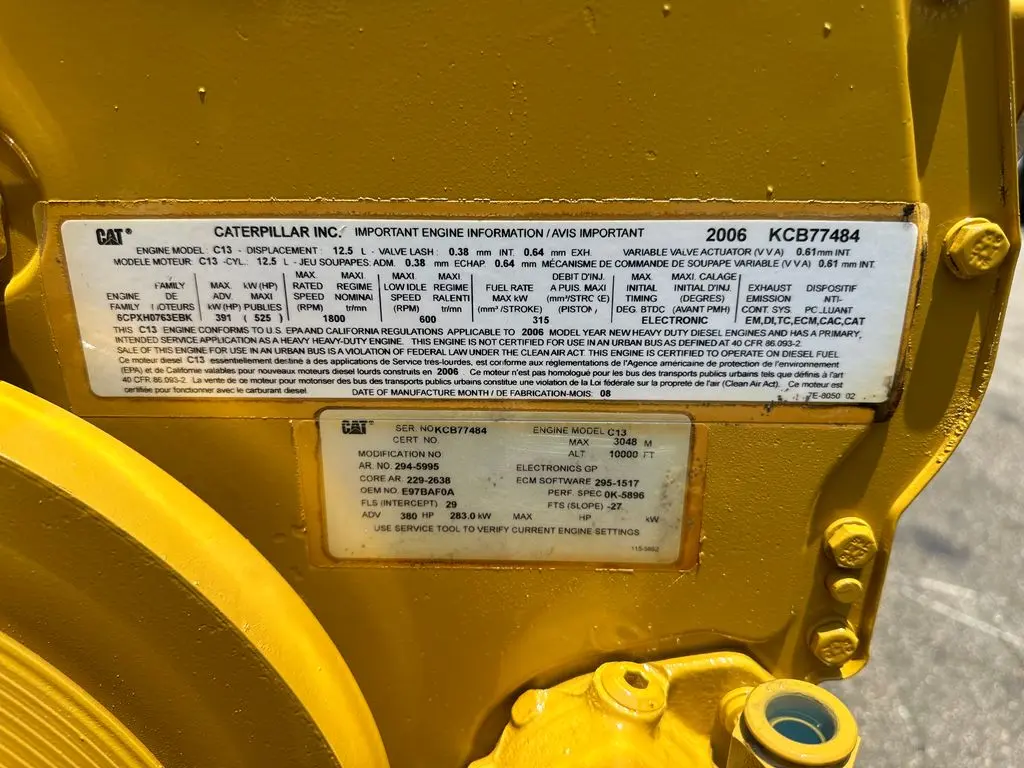 CAT® CATERPILLAR INC. IMPORTANT ENGINE INFORMATION / AVIS IMPORTANT 2006 KCB77484
ENGINE MODEL : C13 - DISPLACEMENT : 12.5 L - VALVE LASH : 0.38 mm INT. 0.64 mm EXH. VARIABLE VALVE ACTUATOR (V V A) 0.61 mm INT
MODELE MOTEUR: C13 -CYL.: 12.5 L - JEU SOUPAPES: ADM. 0.38 mm ECHAP. 0.64 mm MÉCANISME DE COMMANDE DE SOUPAPE VARIABLE (V V A) 0.61 mm INT.
FAMILY MAX. MAXI MAX. MAXI. DEBIT D'INJ. MAX. MAXI. CALAGE
ENGINE DE MAX. kW (HP) RATED REGIME LOW IDLE REGIME FUEL RATE A PUIS. MAXI INITIAL INITIAL D'INJ EXHAUST DISPOSITIF
FAMILY ADV. MAXI SPEED NOMINAL SPEED RALENTI MAX kW TIMING (DEGRES) EMISSION
kW (HP) PUBLIES (RPM) tr/mn (RPM) tr/mn (mm³/STROKE) DEG. BTDC (AVANT PMH) CONT. SYS.
6CPXH0763EBK 391 ( 525 ) 1800 600 315 ELECTRONIC EM,DI,TC,ECM,CAC,CAT
THIS C13 ENGINE CONFORMS TO U.S. EPA AND CALIFORNIA REGULATIONS APPLICABLE TO 2006 MODEL YEAR NEW HEAVY DUTY DIESEL ENGINES AND HAS A PRIMARY,
INTENDED SERVICE APPLICATION AS A HEAVY HEAVY-DUTY ENGINE. THIS ENGINE IS NOT CERTIFIED FOR USE IN AN URBAN BUS AS DEFINED AT 40 CFR 86.093-2.
SALE OF THIS ENGINE FOR USE IN AN URBAN BUS IS A VIOLATION OF FEDERAL LAW UNDER THE CLEAN AIR ACT. THIS ENGINE IS CERTIFIED TO OPERATE ON DIESEL FUEL
Ce moteur diesel C13 essentiellement destiné à des applications de Service très-lourdes, est conforme aux réglementations de l'Agence américaine de protection de l'environnement
(EPA) et de Californie valables pour nouveaux moteurs diesel lourds construits en 2006 . Ce moteur n'est pas homologué pour les bus des transports publics urbains tels que définis à l'art
40 CFR 86.093-2. La vente de ce moteur pour motoriser des bus de transports publics urbains constitue une violation de la Loi fédérale sur la propreté de l'air (Clean Air Act). Ce moteur est
certifiée pour fonctionner avec le carburant diesel. DATE OF MANUFACTURE MONTH / DE FABRICATION-MOIS: 08 7E-8050 02
CAT® SER. NO KCB77484 ENGINE MODEL C13
CERT NO. MAX 3048 M
MODIFICATION NO ALT 10000 FT
AR. NO. 294-5995 ELECTRONICS GP
CORE AR. 229-2638 ECM SOFTWARE 295-1517
OEM NO. E97BAF0A PERF. SPEC 0K-5896
FLS (INTERCEPT) 29 FTS (SLOPE) -27
ADV 380 HP 283.0 kW MAX HP kW
USE SERVICE TOOL TO VERIFY CURRENT ENGINE SETTINGS